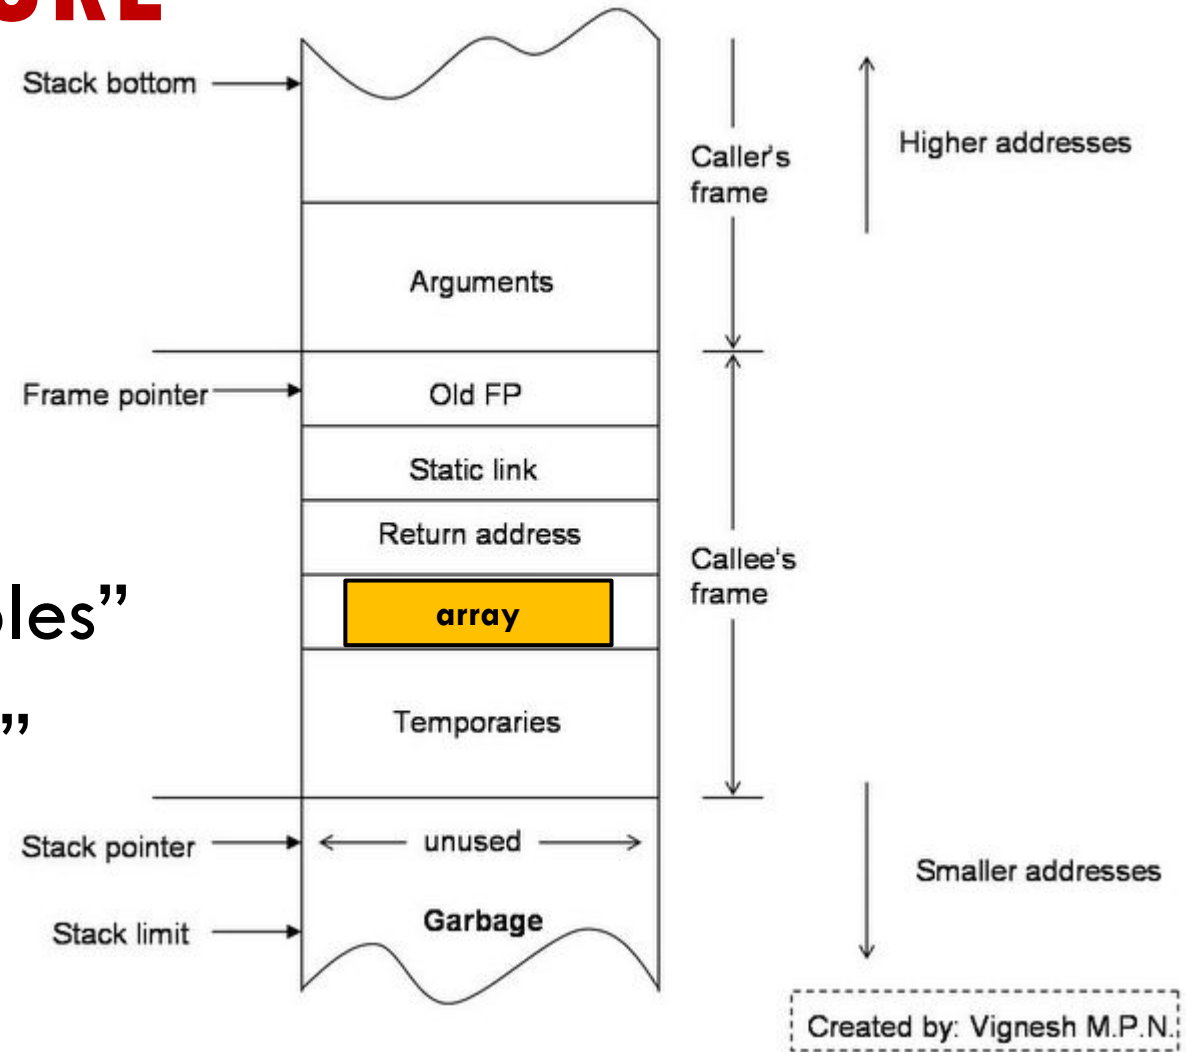 Stack bottom
Higher addresses
Caller's
frame
Arguments
Frame pointer
Old FP
Static link
Return address
Callee's
frame
array
Temporaries
Stack pointer
unused
Smaller addresses
Stack limit
Garbage
Created by: Vignesh M.P.N.